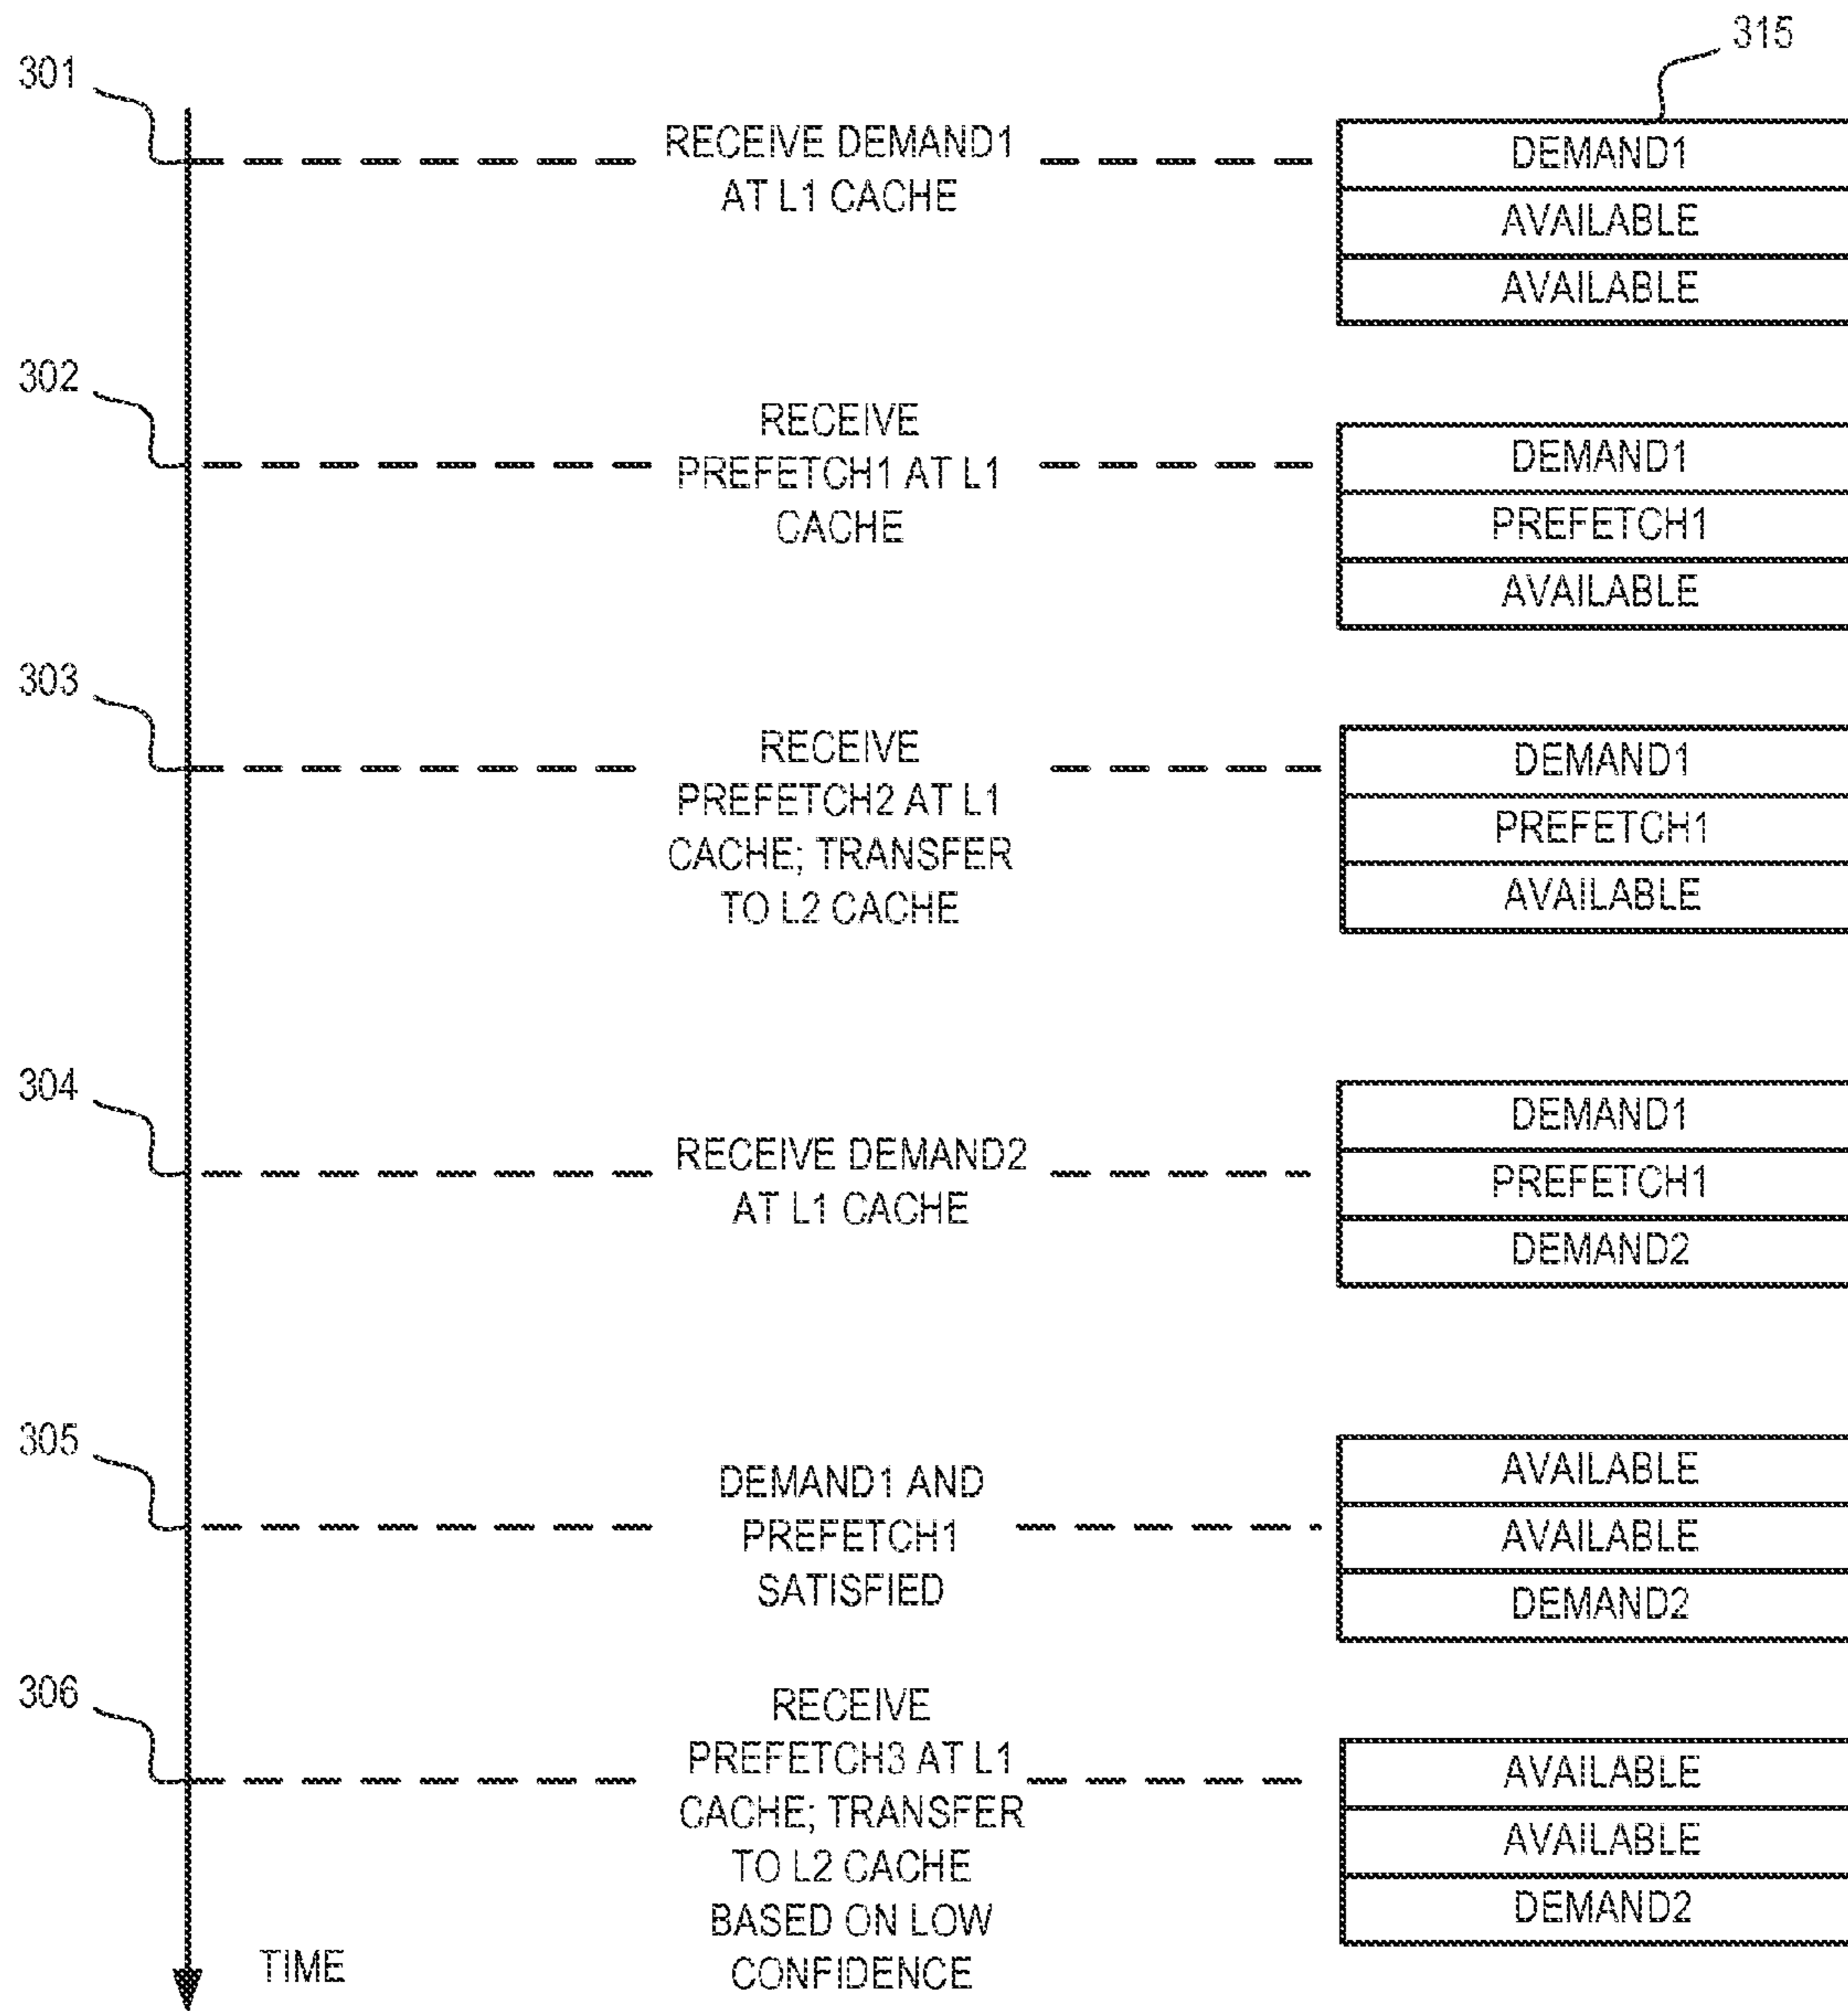 315
301
RECEIVE DEMAND1
AT L1 CACHE
DEMAND1
AVAILABLE
AVAILABLE
302
RECEIVE
PREFETCH1 AT L1
CACHE
DEMAND1
PREFETCH1
AVAILABLE
303
RECEIVE
PREFETCH2 AT L1
CACHE; TRANSFER
TO L2 CACHE
DEMAND1
PREFETCH1
AVAILABLE
304
RECEIVE DEMAND2
AT L1 CACHE
DEMAND1
PREFETCH1
DEMAND2
305
DEMAND1 AND
PREFETCH1
SATISFIED
AVAILABLE
AVAILABLE
DEMAND2
306
RECEIVE
PREFETCH3 AT L1
CACHE; TRANSFER
TO L2 CACHE
BASED ON LOW
CONFIDENCE
AVAILABLE
AVAILABLE
DEMAND2
TIME